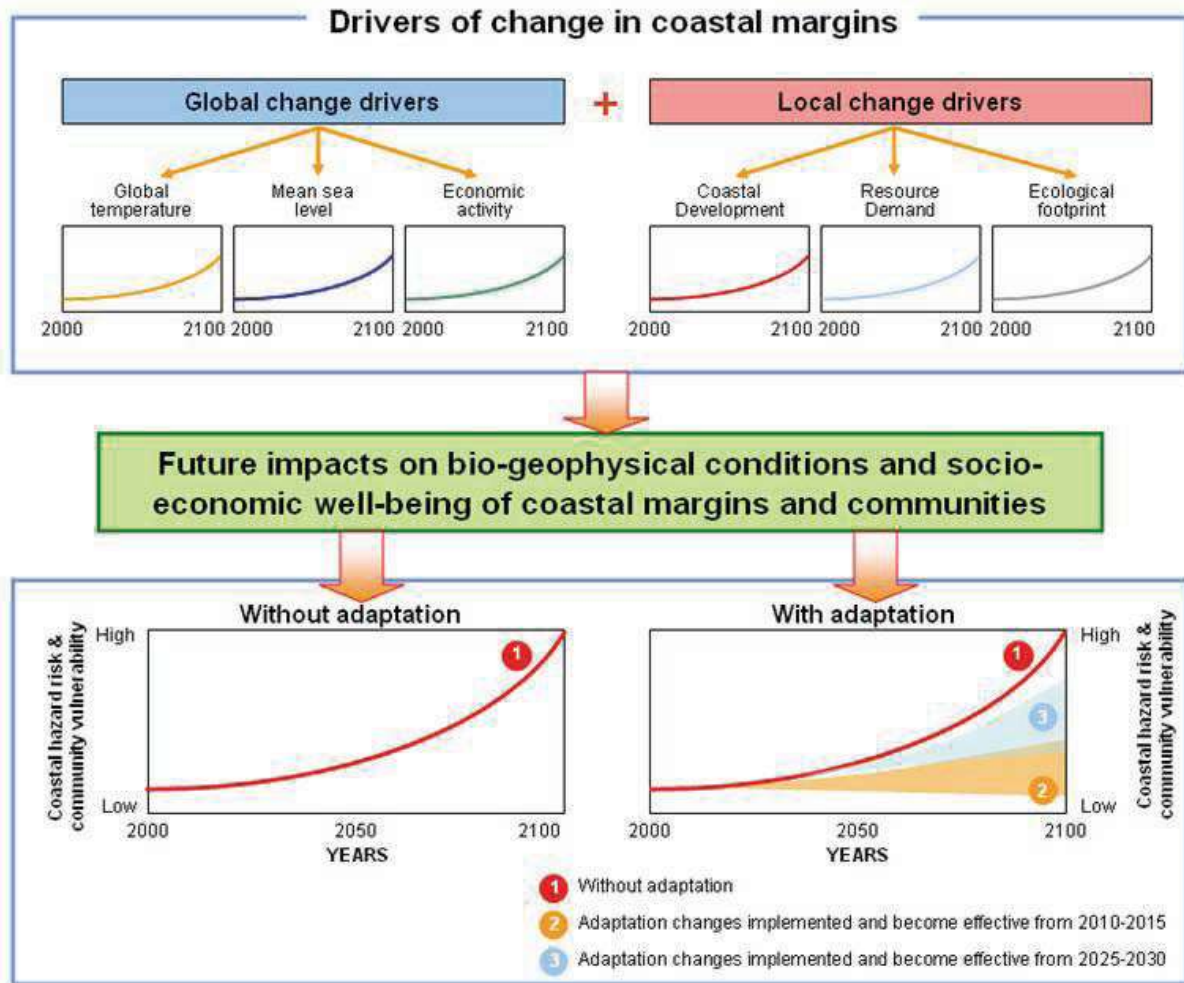 Drivers of change in coastal margins
Global change drivers
+
Local change drivers
Global
temperature
Mean sea
level
Economic
activity
Coastal
Development
Resource
Demand
Ecological
footprint
2000
2100
2000
2100
2000
2100
2000
2100
2000
2100
2000
2100
Future impacts on bio-geophysical conditions and socio-
economic well-being of coastal margins and communities
Without adaptation
Coastal hazard risk &
community vulnerability
High
Low
1
2000
2050
2100
YEARS
With adaptation
1
3
2
High
Low
Coastal hazard risk &
community vulnerability
2000
2050
2100
YEARS
1 Without adaptation
2 Adaptation changes implemented and become effective from 2010-2015
3 Adaptation changes implemented and become effective from 2025-2030